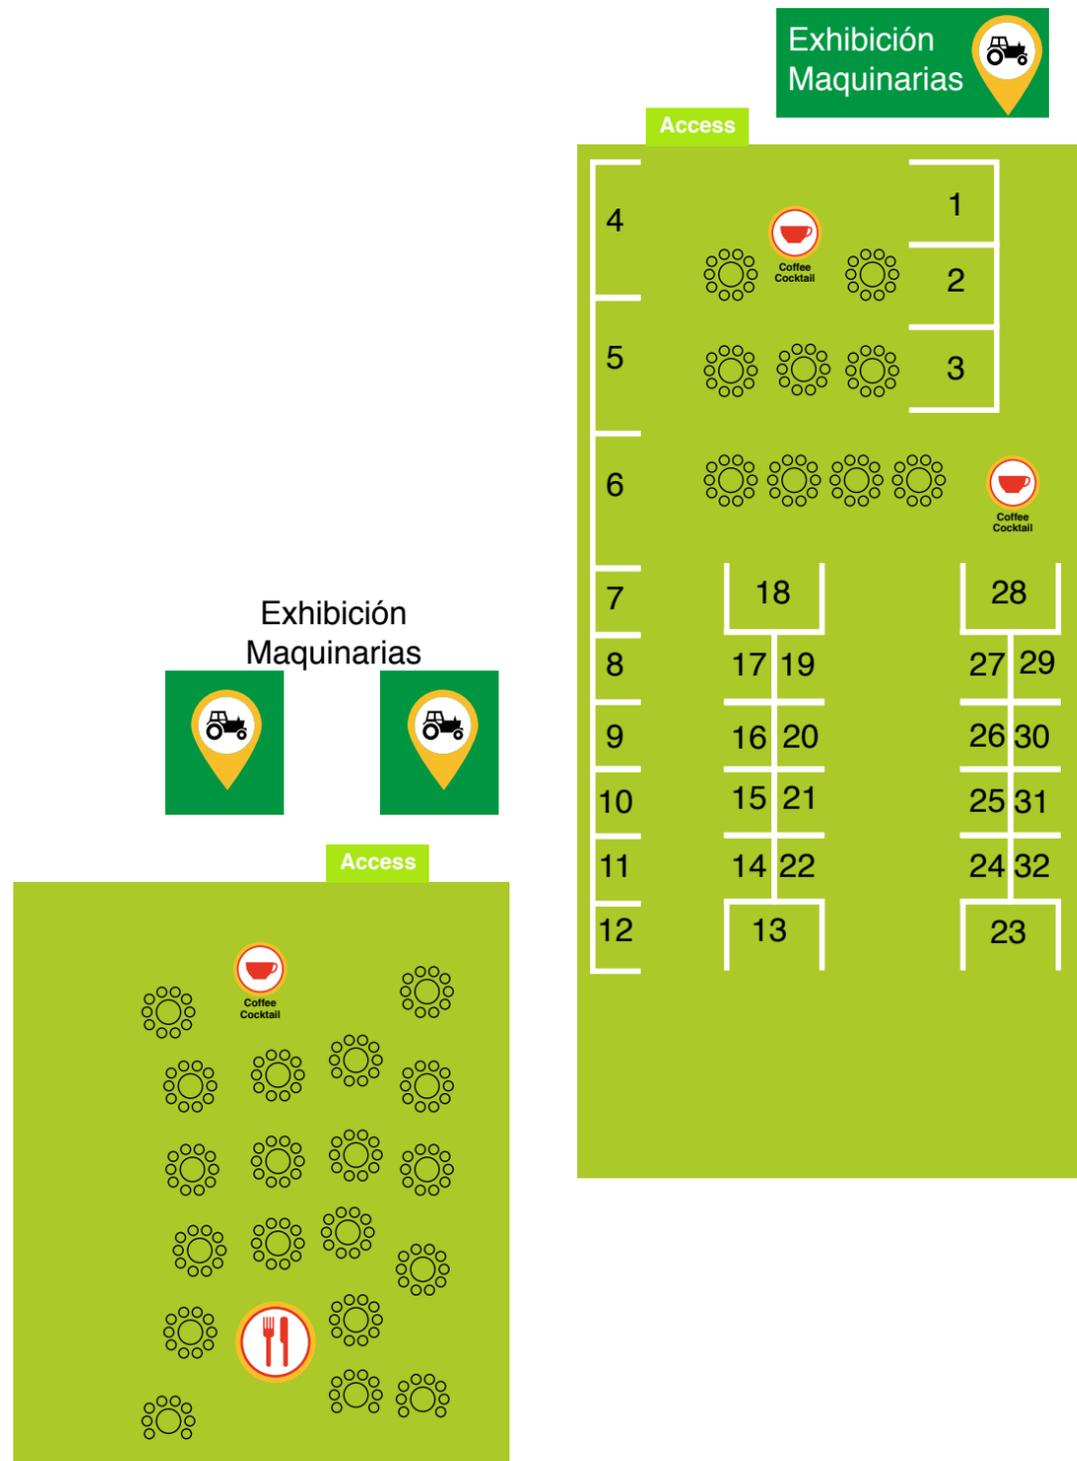 Exhibición
Maquinarias
Access
4
1
Coffee
Cocktail
2
5
3
6
Coffee
Cocktail
7
18
28
8
17 19
27 29
9
16 20
26 30
10
15 21
25 31
11
14 22
24 32
12
13
23
Exhibición
Maquinarias
Access
Coffee
Cocktail